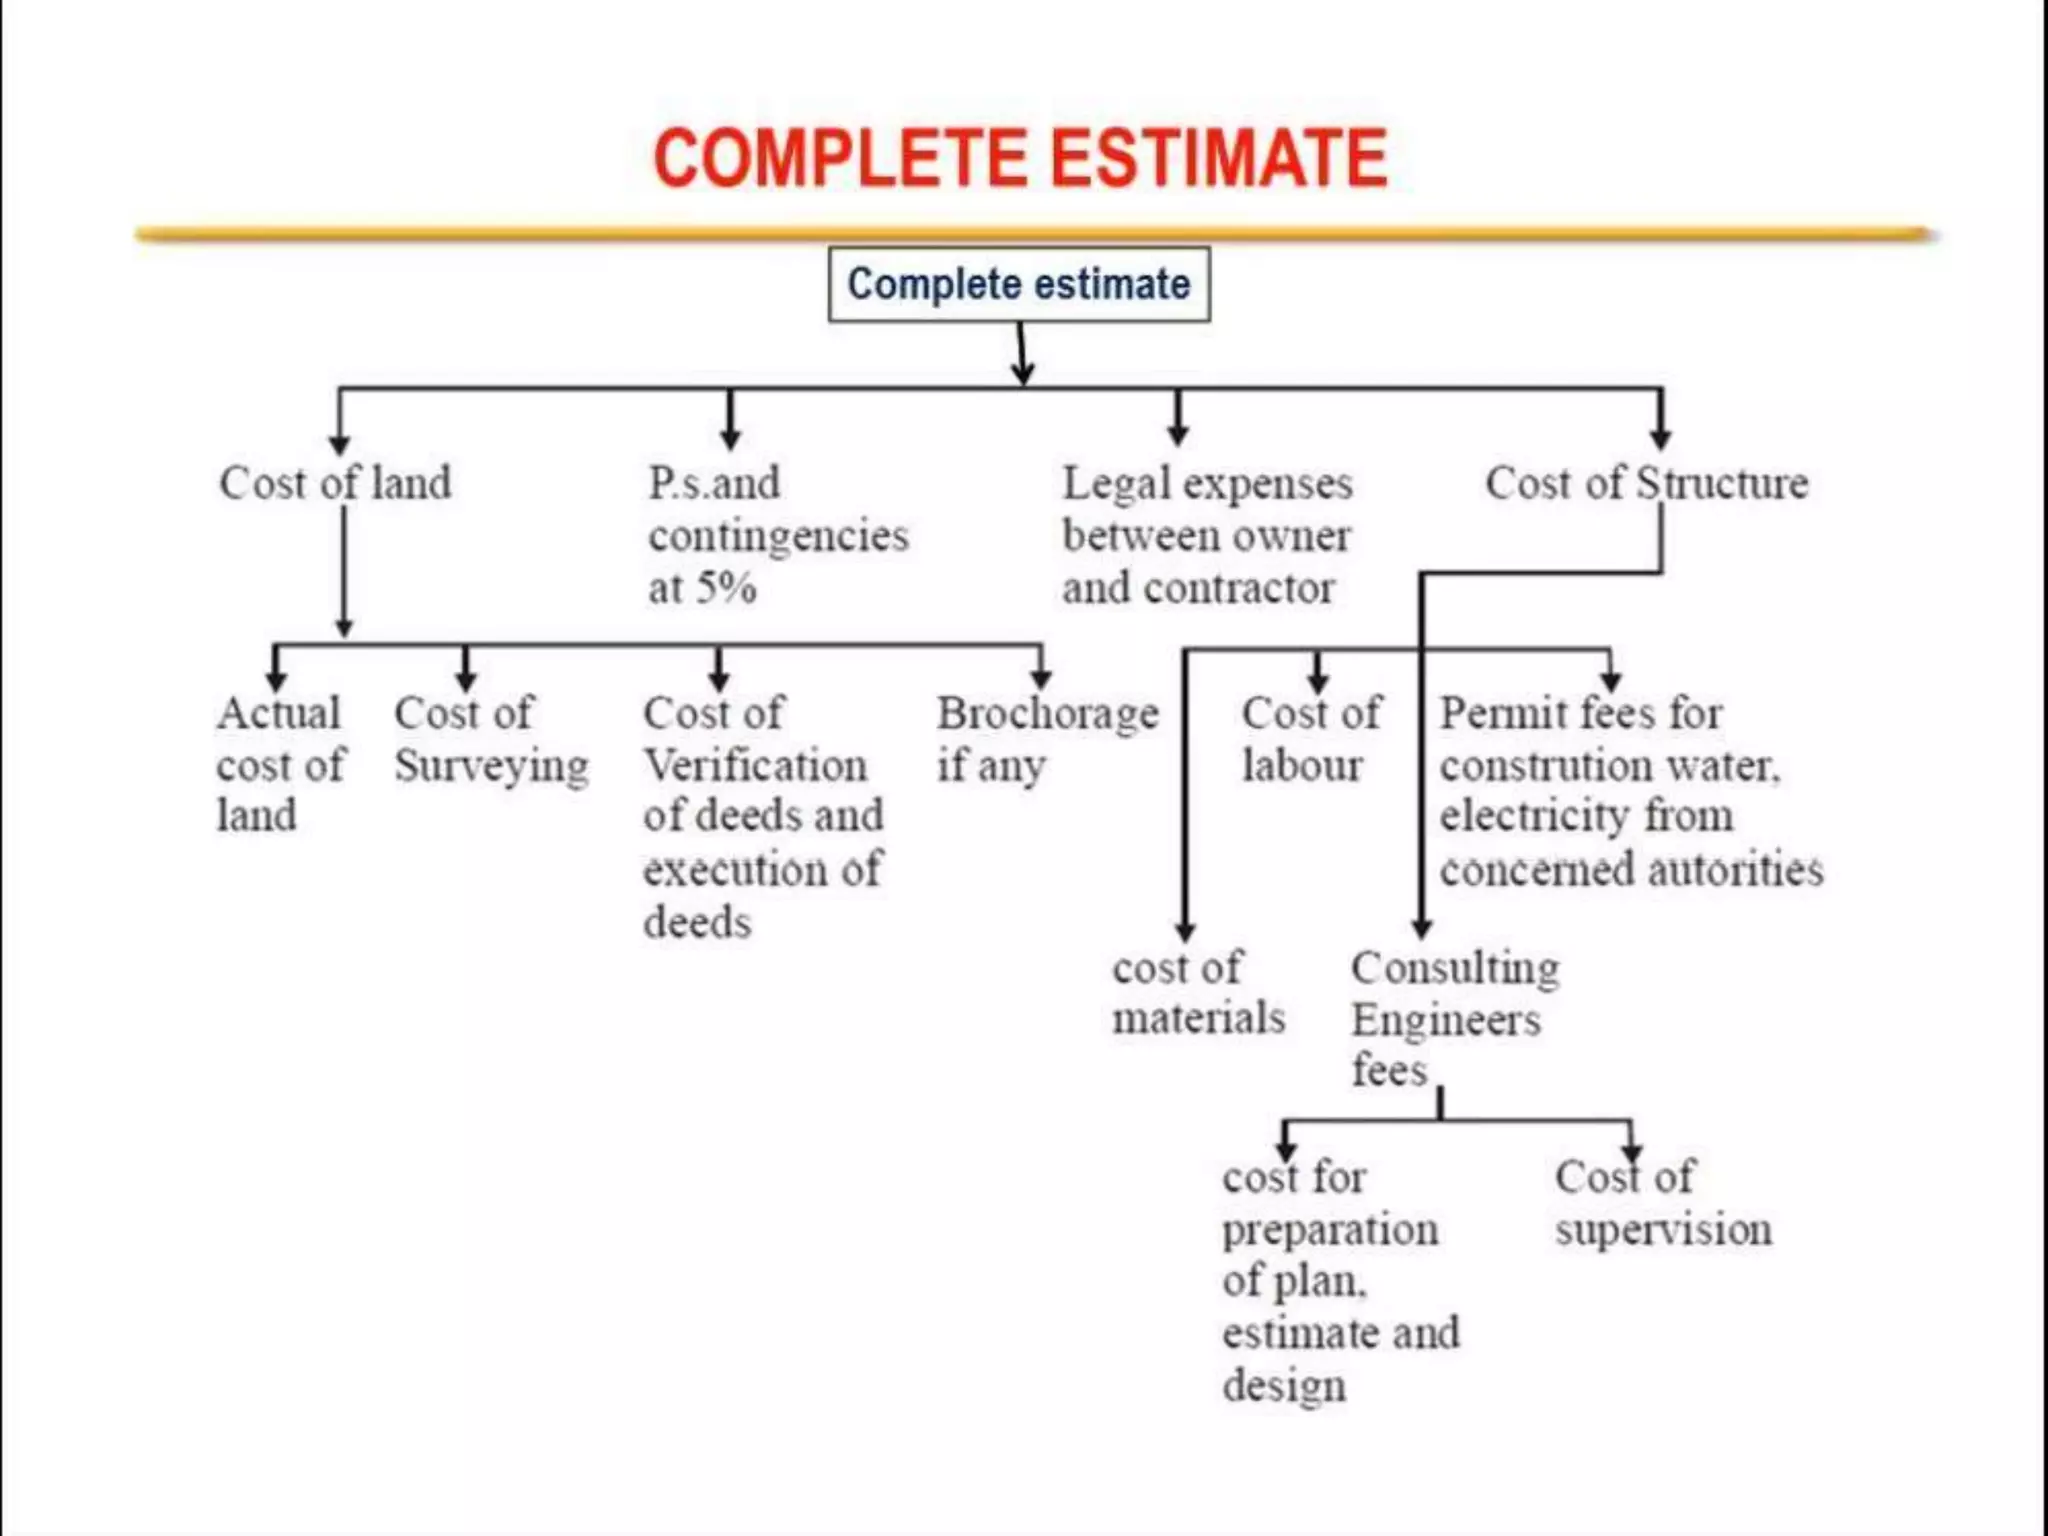 COMPLETE ESTIMATE
Complete estimate
Cost of land
P.s.and
contingencies
at 5%
Legal expenses
between owner
and contractor
Cost of Structure
Actual
cost of
land
Cost of
Surveying
Cost of
Verification
of deeds and
execution of
deeds
Brochorage
if any
Cost of
labour
Permit fees for
constrution water,
electricity from
concerned autorities
cost of
materials
Consulting
Engineers
fees
cost for
preparation
of plan,
estimate and
design
Cost of
supervision